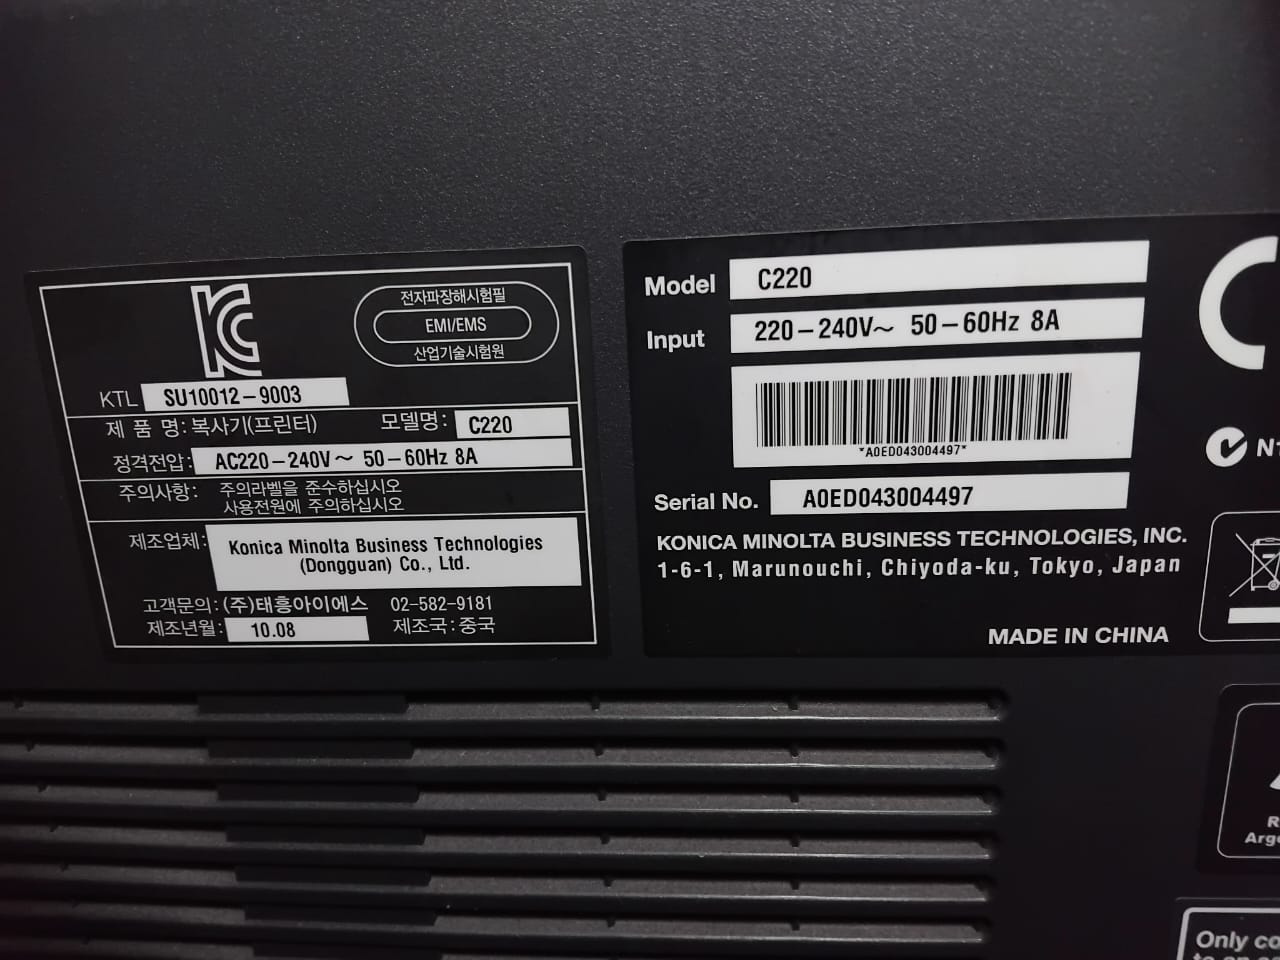 전자파장해시험필
EMI/EMS
산업기술시험원
KTL SU10012-9003
제 품 명: 복사기(프린터) 모델명: C220
정격전압: AC220-240V~ 50-60Hz 8A
주의사항: 주의라벨을 준수하십시오
사용전원에 주의하십시오
제조업체: Konica Minolta Business Technologies
(Dongguan) Co., Ltd.
고객문의: (주)태흥아이에스 02-582-9181
제조년월: 10.08 제조국: 중국
Model C220
Input 220-240V~ 50-60Hz 8A
*A0ED043004497*
Serial No. A0ED043004497
KONICA MINOLTA BUSINESS TECHNOLOGIES, INC.
1-6-1, Marunouchi, Chiyoda-ku, Tokyo, Japan
MADE IN CHINA
Only